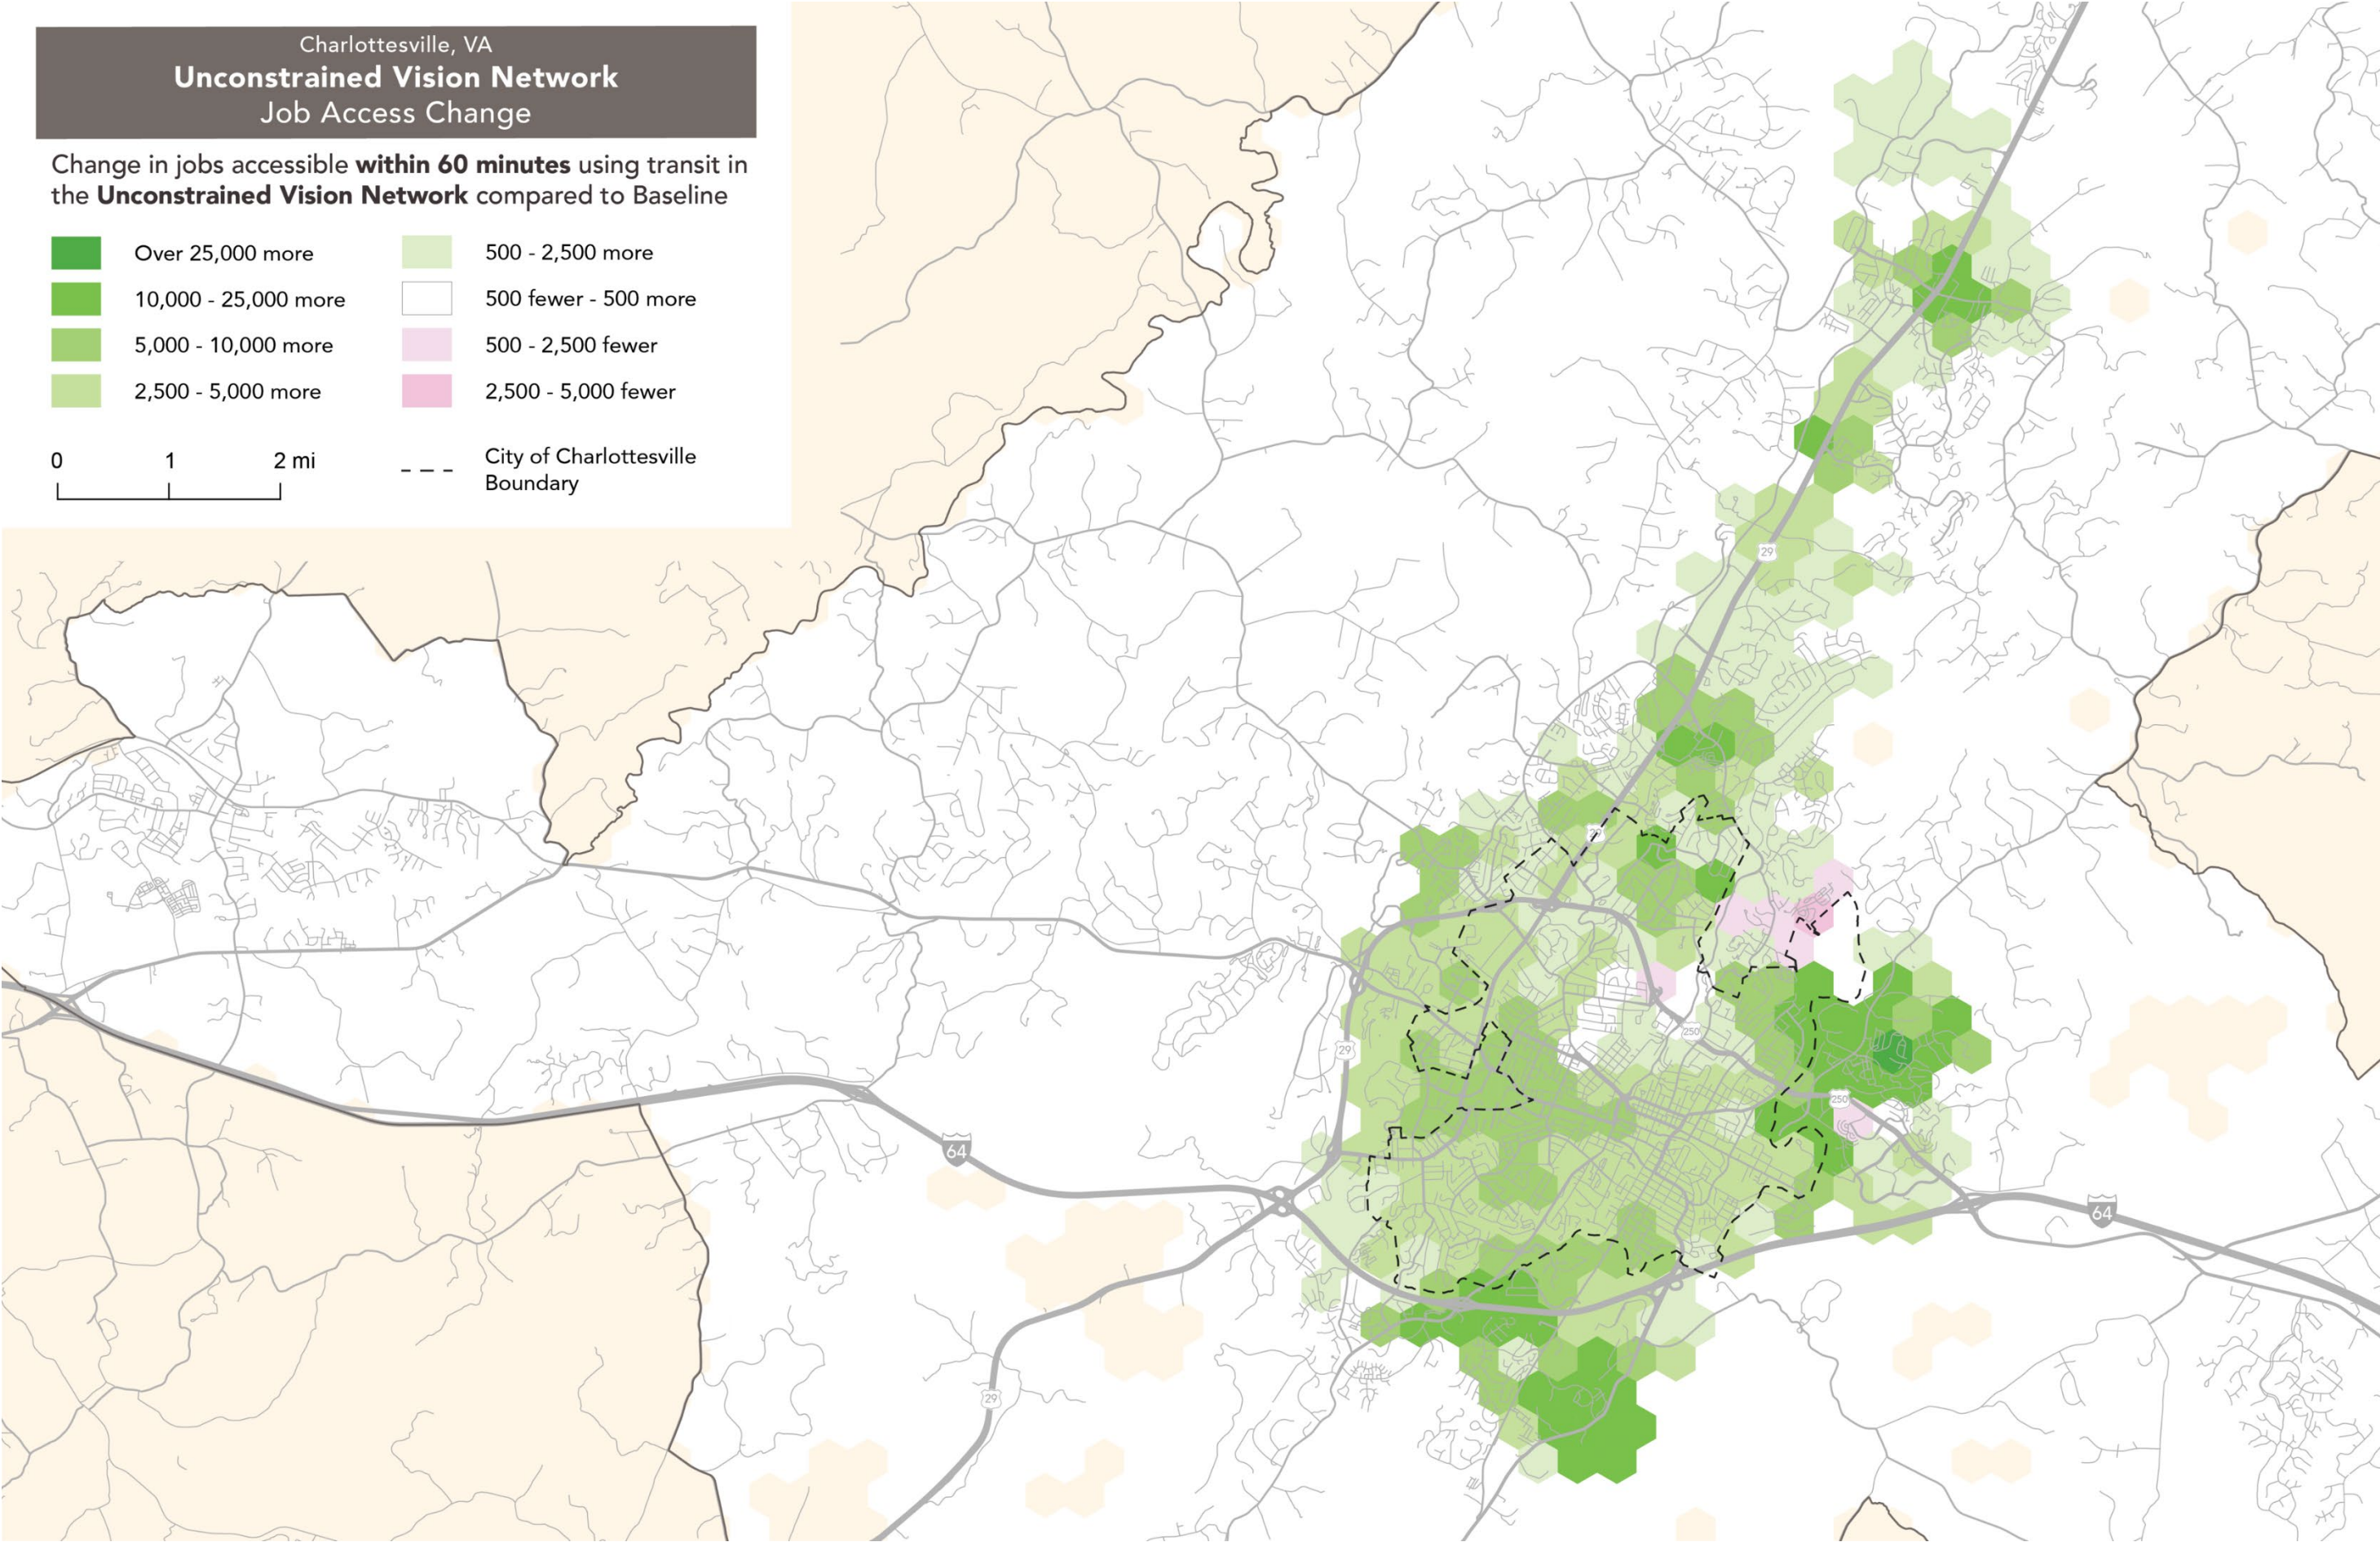 Charlottesville, VA
Unconstrained Vision Network
Job Access Change
Change in jobs accessible within 60 minutes using transit in
the Unconstrained Vision Network compared to Baseline
Over 25,000 more
10,000 - 25,000 more
5,000 - 10,000 more
2,500 - 5,000 more
500 - 2,500 more
500 fewer - 500 more
500 - 2,500 fewer
2,500 - 5,000 fewer
0 1 2 mi
City of Charlottesville
Boundary
29
29
250
29
250
64
64
29